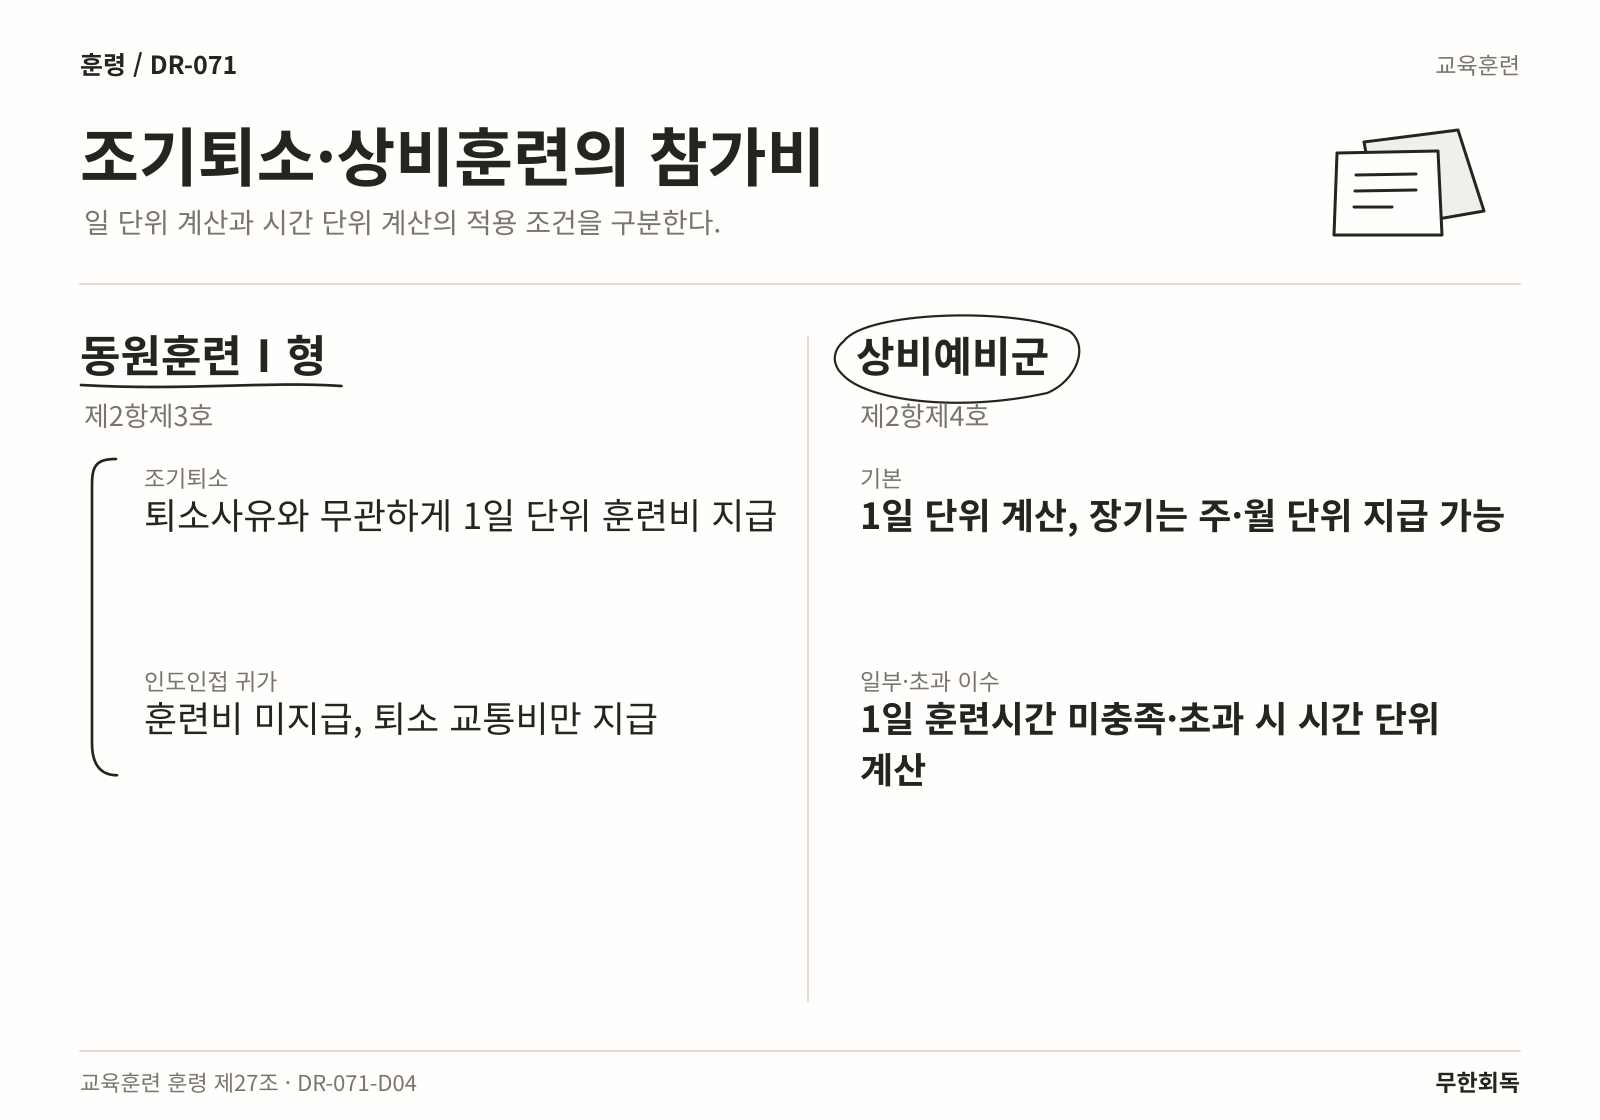 훈령 / DR-071
교육훈련
조기퇴소·상비훈련의 참가비
일 단위 계산과 시간 단위 계산의 적용 조건을 구분한다.
동원훈련 Ⅰ 형
제2항제3호
조기퇴소
퇴소사유와 무관하게 1일 단위 훈련비 지급
인도인접 귀가
훈련비 미지급, 퇴소 교통비만 지급
상비예비군
제2항제4호
기본
1일 단위 계산, 장기는 주·월 단위 지급 가능
일부·초과 이수
1일 훈련시간 미충족·초과 시 시간 단위
계산
교육훈련 훈령 제27조 · DR-071-D04
무한회독